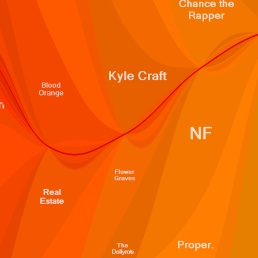 Chance the
Rapper
Kyle Craft
Blood
Orange
NF
Flower
Graves
Real
Estate
Proper.
The
Dollyrots